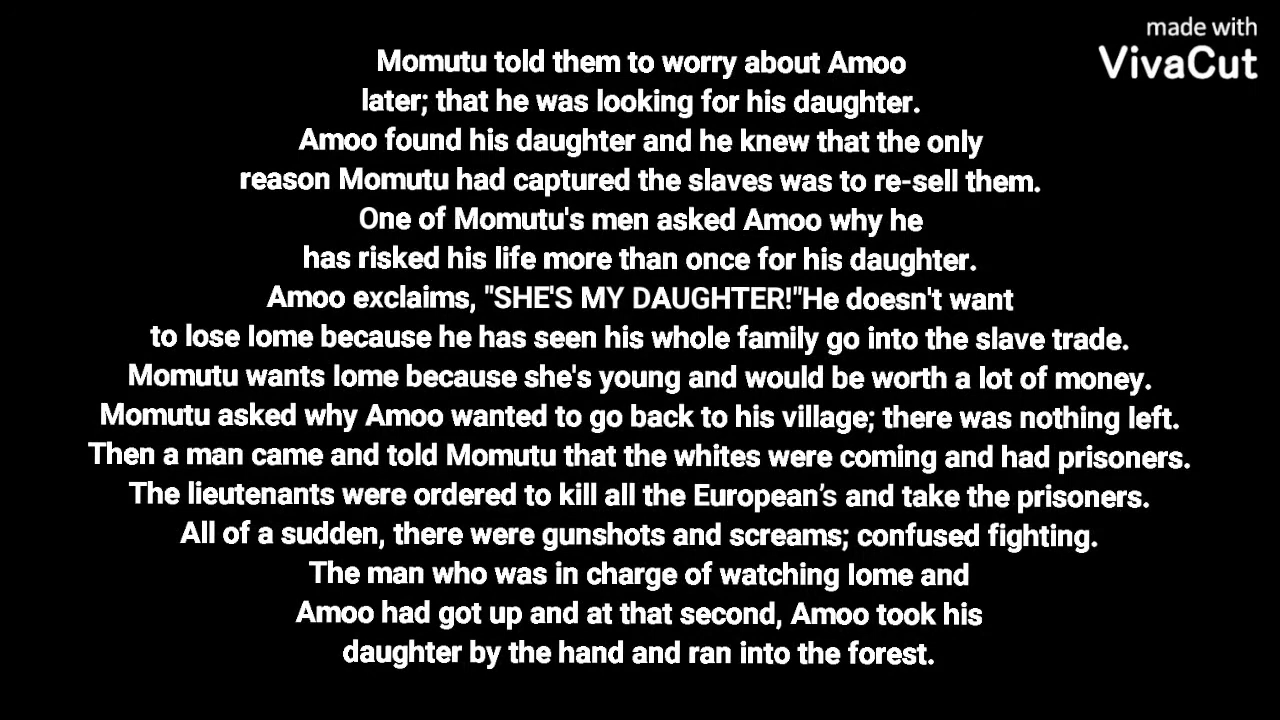 made with
VivaCut
Momutu told them to worry about Amoo
later; that he was looking for his daughter.
Amoo found his daughter and he knew that the only
reason Momutu had captured the slaves was to re-sell them.
One of Momutu's men asked Amoo why he
has risked his life more than once for his daughter.
Amoo exclaims, "SHE'S MY DAUGHTER!"He doesn't want
to lose Iome because he has seen his whole family go into the slave trade.
Momutu wants Iome because she's young and would be worth a lot of money.
Momutu asked why Amoo wanted to go back to his village; there was nothing left.
Then a man came and told Momutu that the whites were coming and had prisoners.
The lieutenants were ordered to kill all the European’s and take the prisoners.
All of a sudden, there were gunshots and screams; confused fighting.
The man who was in charge of watching Iome and
Amoo had got up and at that second, Amoo took his
daughter by the hand and ran into the forest.